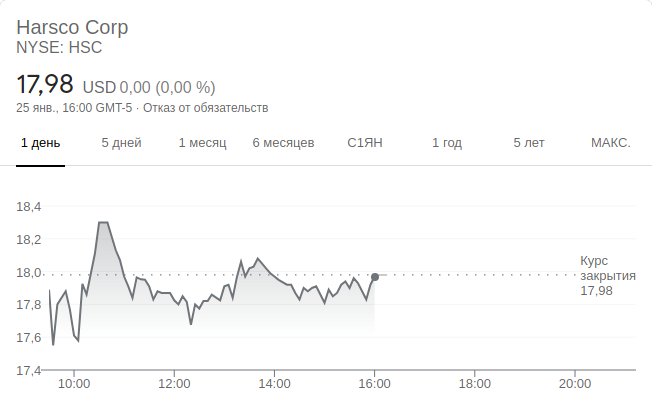 Harsco Corp
NYSE: HSC
17,98 USD 0,00 (0,00 %)
25 янв., 16:00 GMT-5 · Отказ от обязательств
1 день 5 дней 1 месяц 6 месяцев С1ЯН 1 год 5 лет МАКС.
18,4
18,2
18,0
17,8
17,6
17,4
Курс
закрытия
17,98
10:00 12:00 14:00 16:00 18:00 20:00